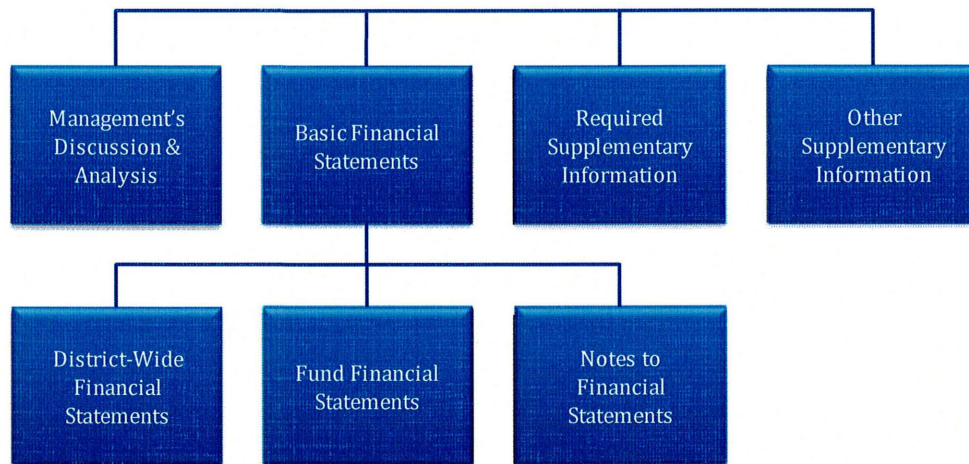 Management's
Discussion &
Analysis
Basic Financial
Statements
Required
Supplementary
Information
Other
Supplementary
Information
District-Wide
Financial
Statements
Fund Financial
Statements
Notes to
Financial
Statements